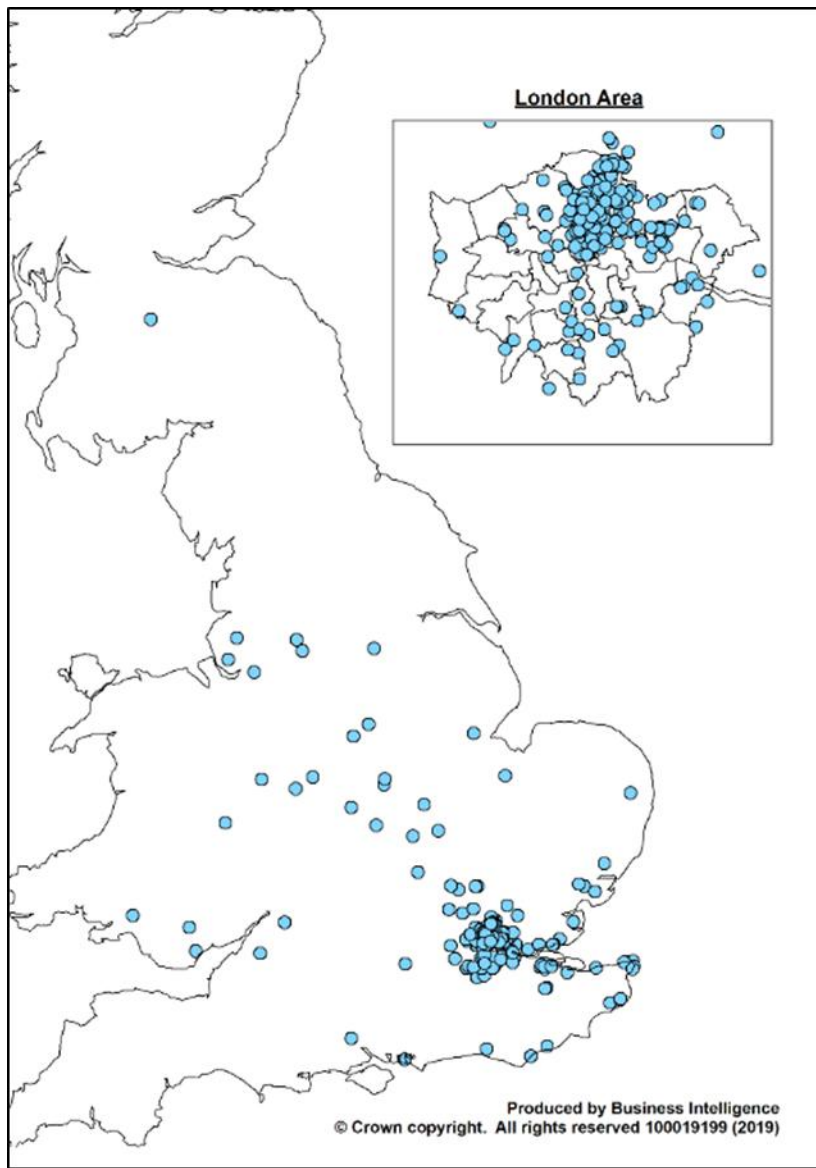 London Area
Produced by Business Intelligence
© Crown copyright. All rights reserved 100019199 (2019)